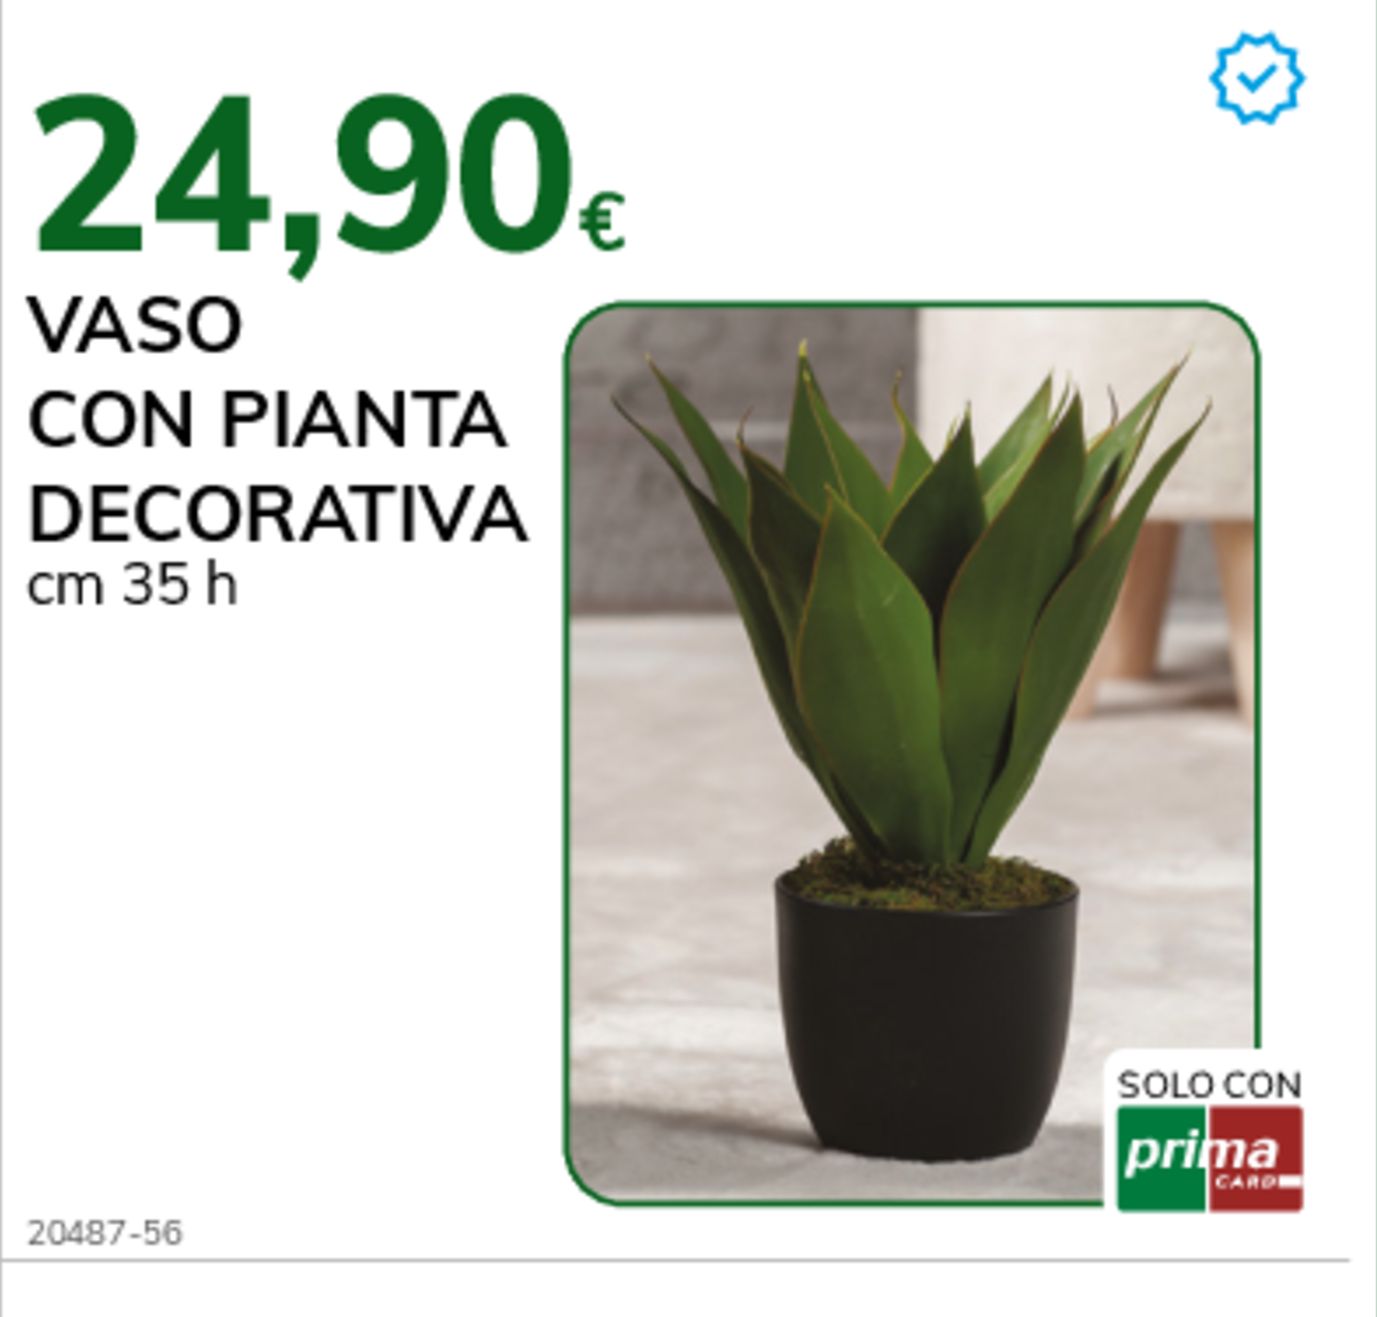 24,90€
VASO
CON PIANTA
DECORATIVA
cm 35 h
SOLO CON
prima
CARD
20487-56